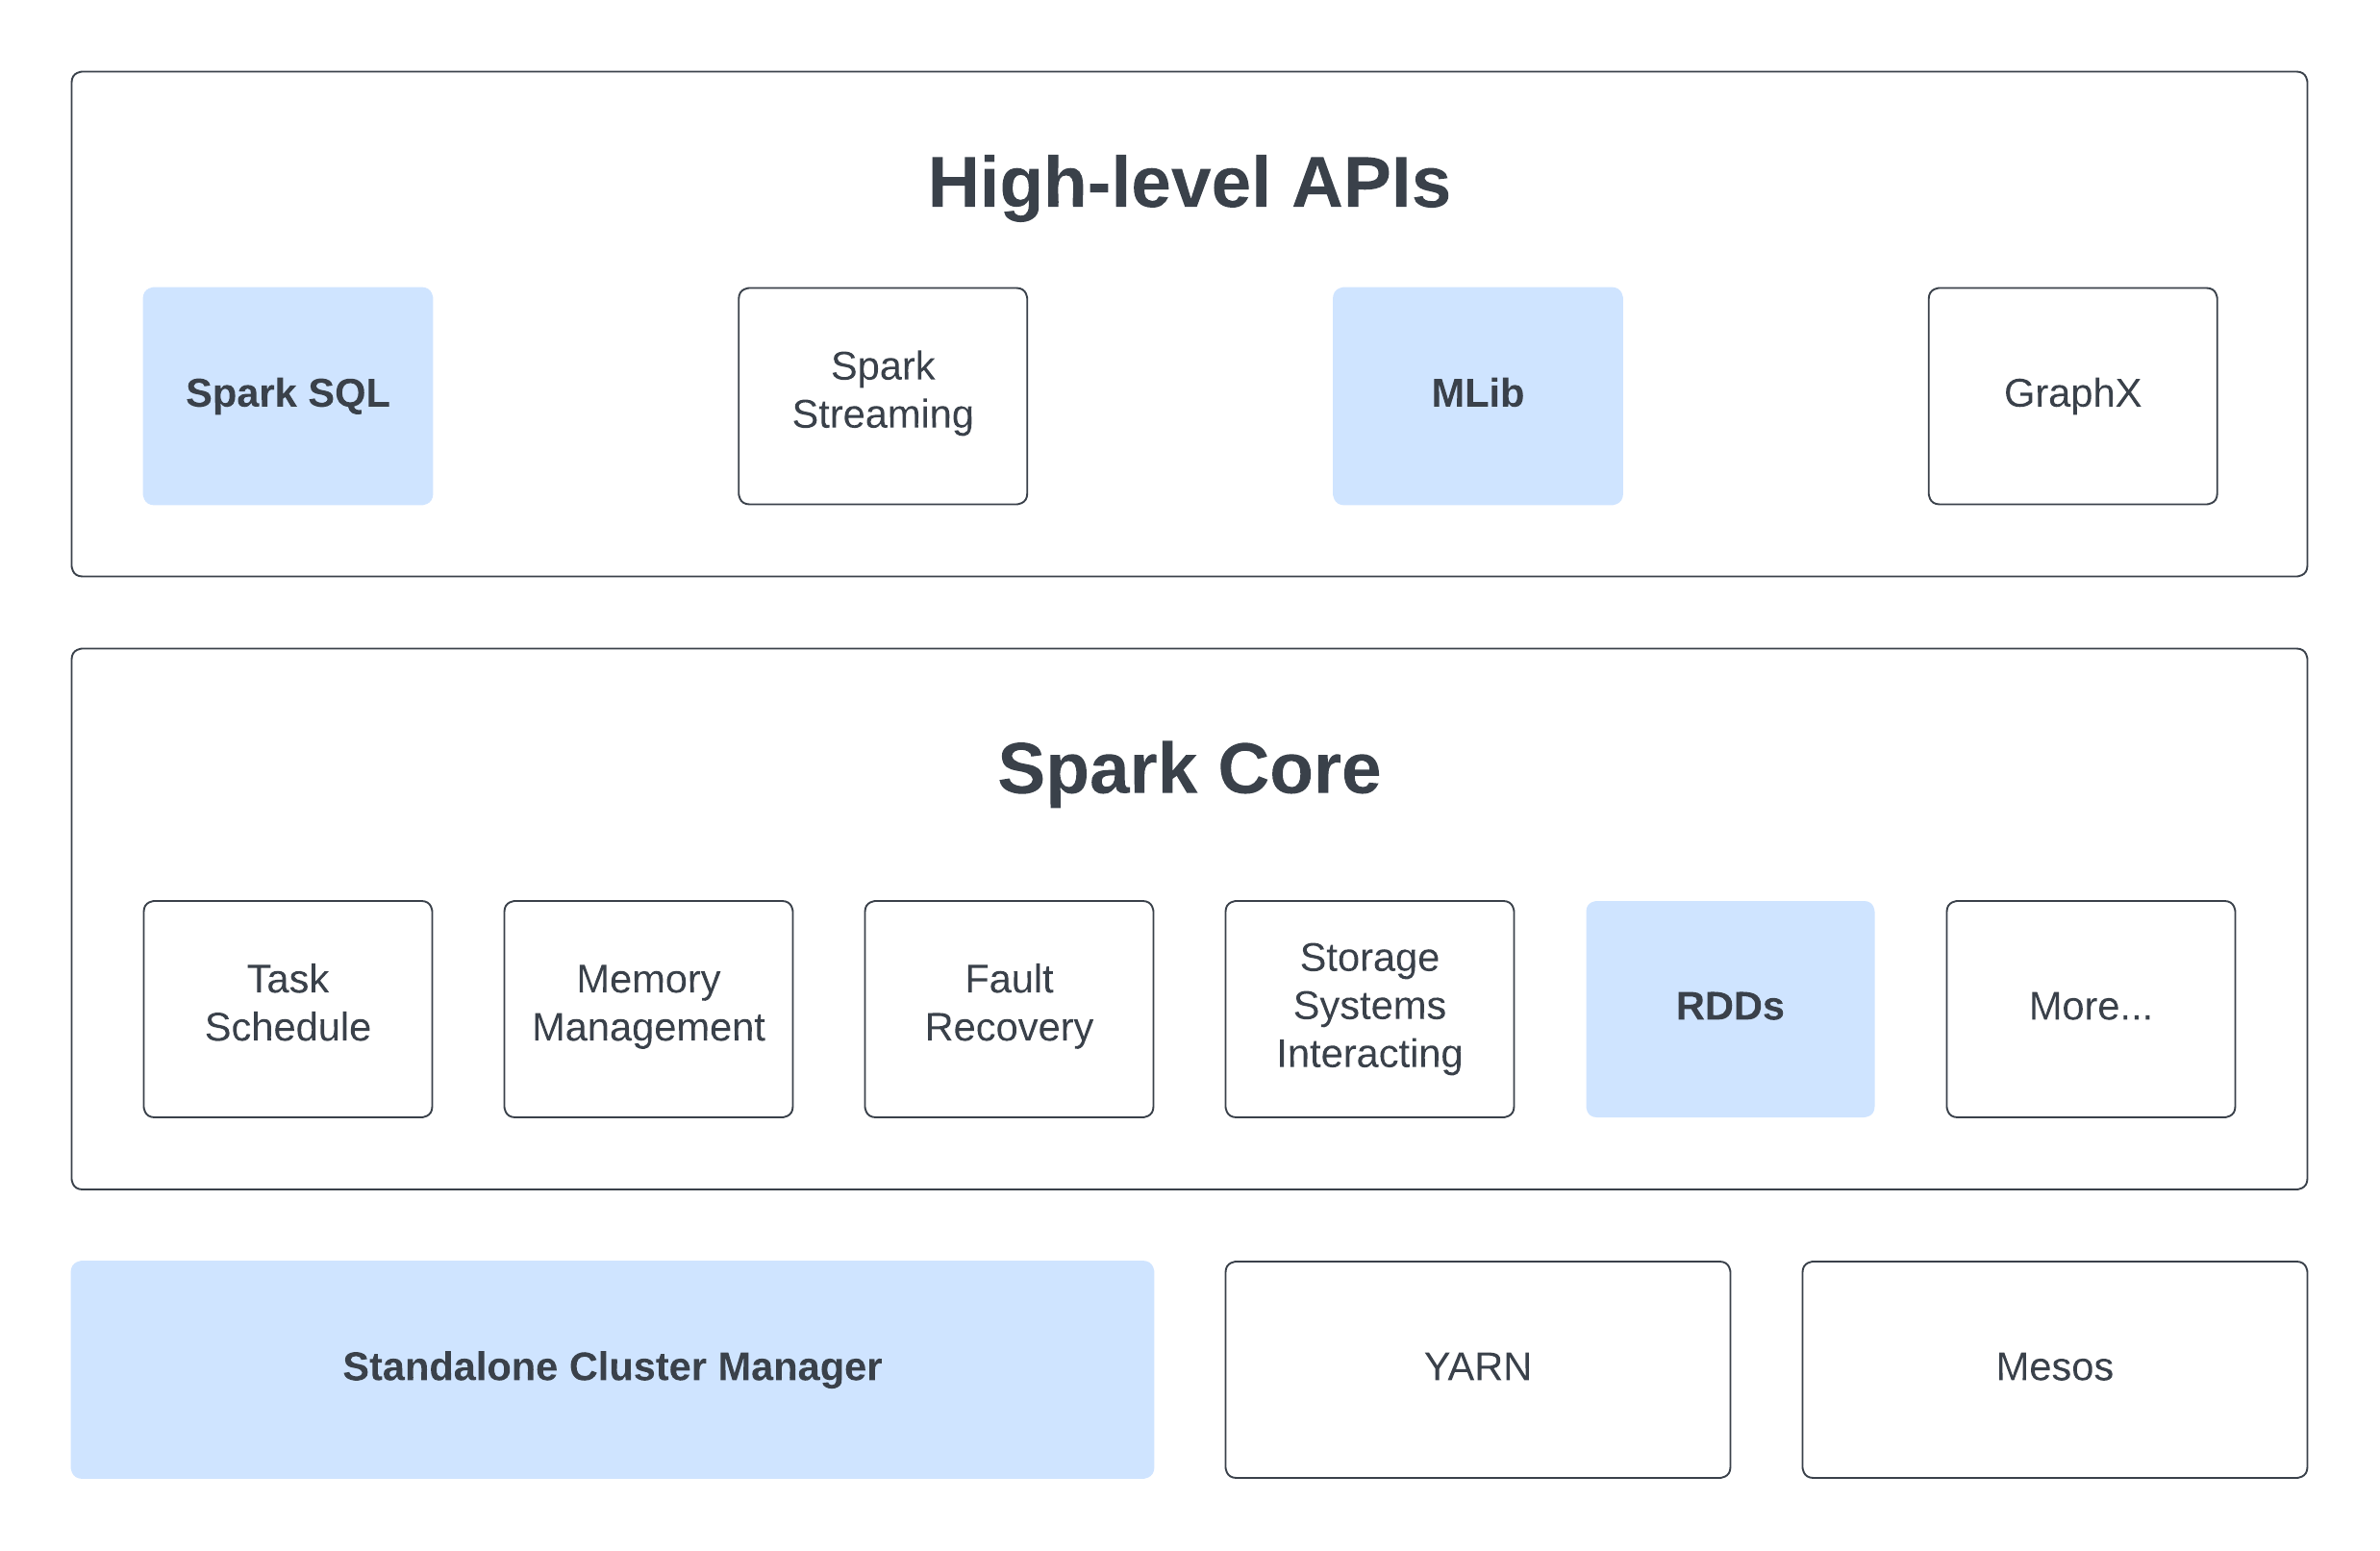 High-level APIs
Spark SQL
Spark
Streaming
MLib
GraphX
Spark Core
Task
Schedule
Memory
Management
Fault
Recovery
Storage
Systems
Interacting
RDDs
More...
Standalone Cluster Manager
YARN
Mesos